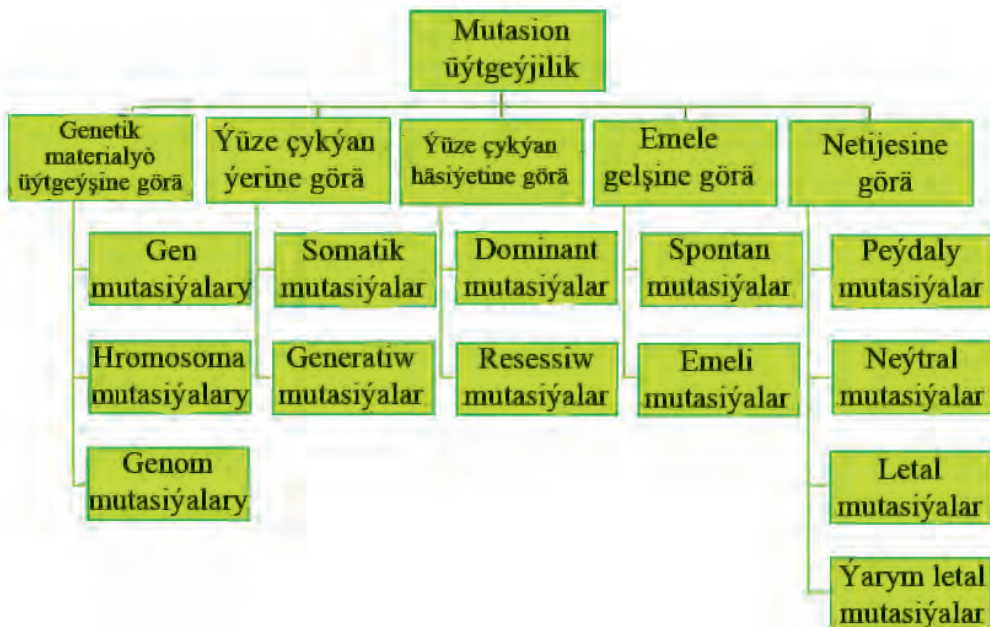 Mutasion
üýtgeýjilik
Genetik
materialyò
üýtgeýşine görä
Ýüze çykýan
ýerine görä
Ýüze çykýan
häsiýetine görä
Emele
gelşine görä
Netijesine
görä
Gen
mutasiýalary
Hromosoma
mutasiýalary
Genom
mutasiýalary
Somatik
mutasiýalar
Generatiw
mutasiýalar
Dominant
mutasiýalar
Resessiw
mutasiýalar
Spontan
mutasiýalar
Emeli
mutasiýalar
Peýdaly
mutasiýalar
Neýtral
mutasiýalar
Letal
mutasiýalar
Ýarym letal
mutasiýalar